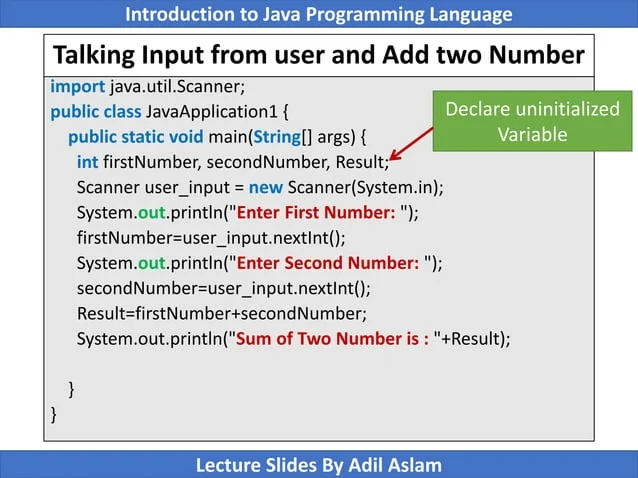 Introduction to Java Programming Language
Talking Input from user and Add two Number
import java.util.Scanner;
public class JavaApplication1 {
public static void main(String[] args) {
int firstNumber, secondNumber, Result;
Scanner user_input = new Scanner(System.in);
System.out.println("Enter First Number: ");
firstNumber=user_input.nextInt();
System.out.println("Enter Second Number: ");
secondNumber=user_input.nextInt();
Result=firstNumber+secondNumber;
System.out.println("Sum of Two Number is : "+Result);
}
}
Declare uninitialized
Variable
Lecture Slides By Adil Aslam